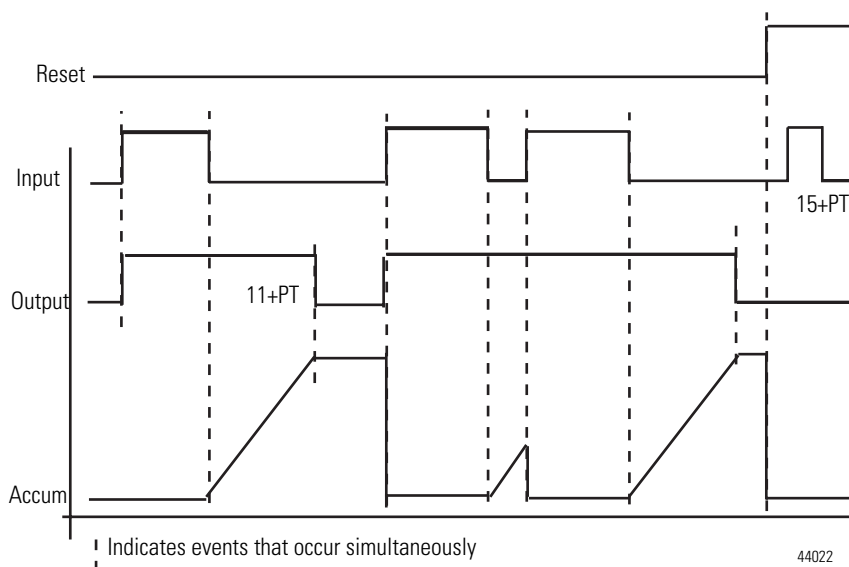 Reset
Input
15+PT
Output
11+PT
Accum
Indicates events that occur simultaneously
44022